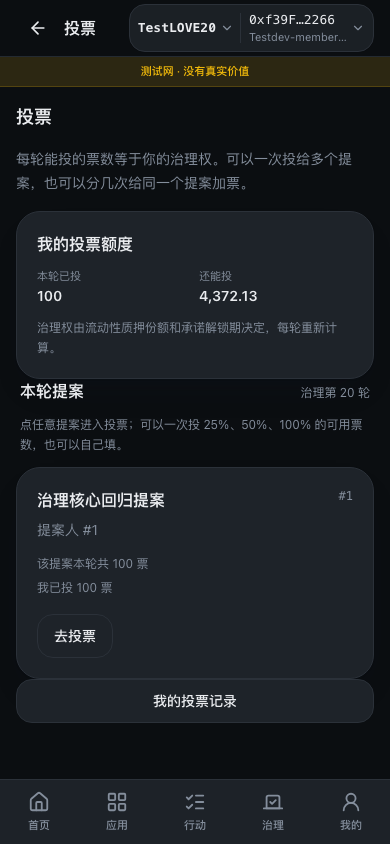 投票
TestLOVE20
0xf39F…2266
Testdev-member…
测试网 · 没有真实价值
投票
每轮能投的票数等于你的治理权。可以一次投给多个提
案，也可以分几次给同一个提案加票。
我的投票额度
本轮已投
还能投
100
4,372.13
治理权由流动性质押份额和承诺解锁期决定，每轮重新计
算。
本轮提案
治理第 20 轮
点任意提案进入投票；可以一次投 25%、50%、100% 的可用票
数，也可以自己填。
治理核心回归提案
#1
提案人 #1
该提案本轮共 100 票
我已投 100 票
去投票
我的投票记录
首页
应用
行动
治理
我的